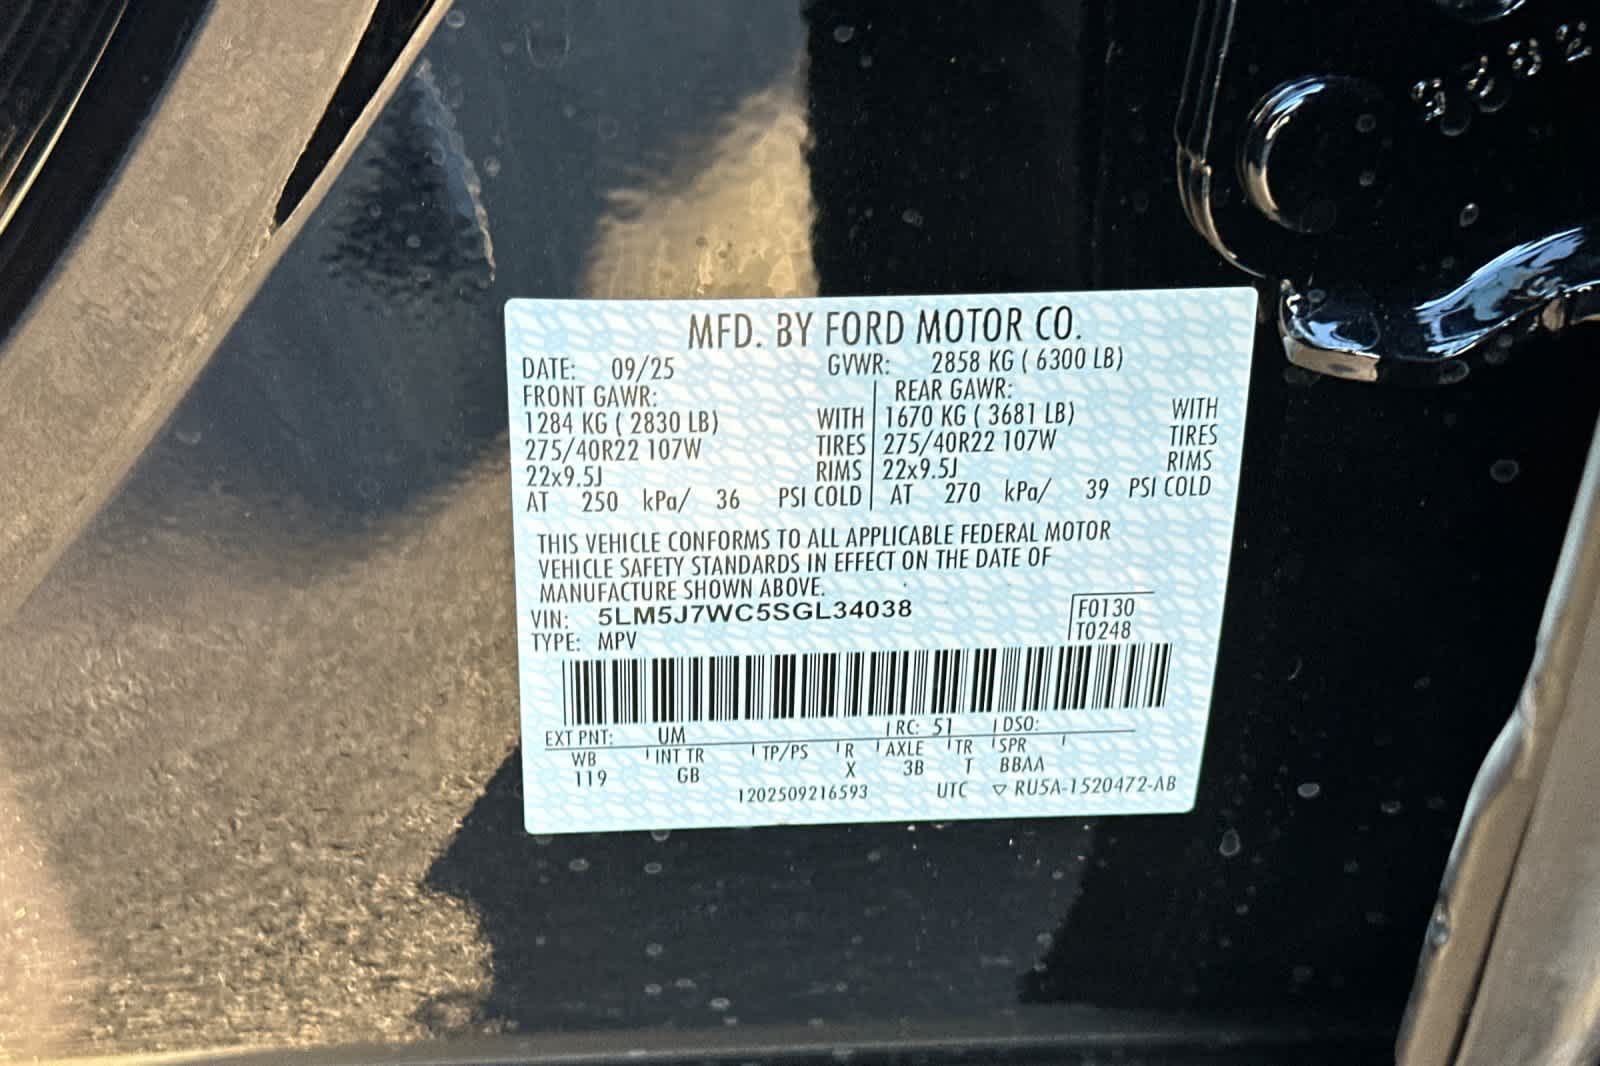 MFD. BY FORD MOTOR CO.
DATE: 09/25 GVWR: 2858 KG ( 6300 LB)
FRONT GAWR: REAR GAWR:
1284 KG ( 2830 LB) WITH 1670 KG ( 3681 LB) WITH
275/40R22 107W TIRES 275/40R22 107W TIRES
22x9.5J RIMS 22x9.5J RIMS
AT 250 kPa/ 36 PSI COLD AT 270 kPa/ 39 PSI COLD
THIS VEHICLE CONFORMS TO ALL APPLICABLE FEDERAL MOTOR
VEHICLE SAFETY STANDARDS IN EFFECT ON THE DATE OF
MANUFACTURE SHOWN ABOVE.
VIN: 5LM5J7WC5SGL34038 F0130
TYPE: MPV T0248
EXT PNT: UM RC: 51 DSO:
WB INT TR TP/PS R AXLE TR SPR
119 GB X 3B T BBAA
1202509216593 UTC ▽ RU5A-1520472-AB